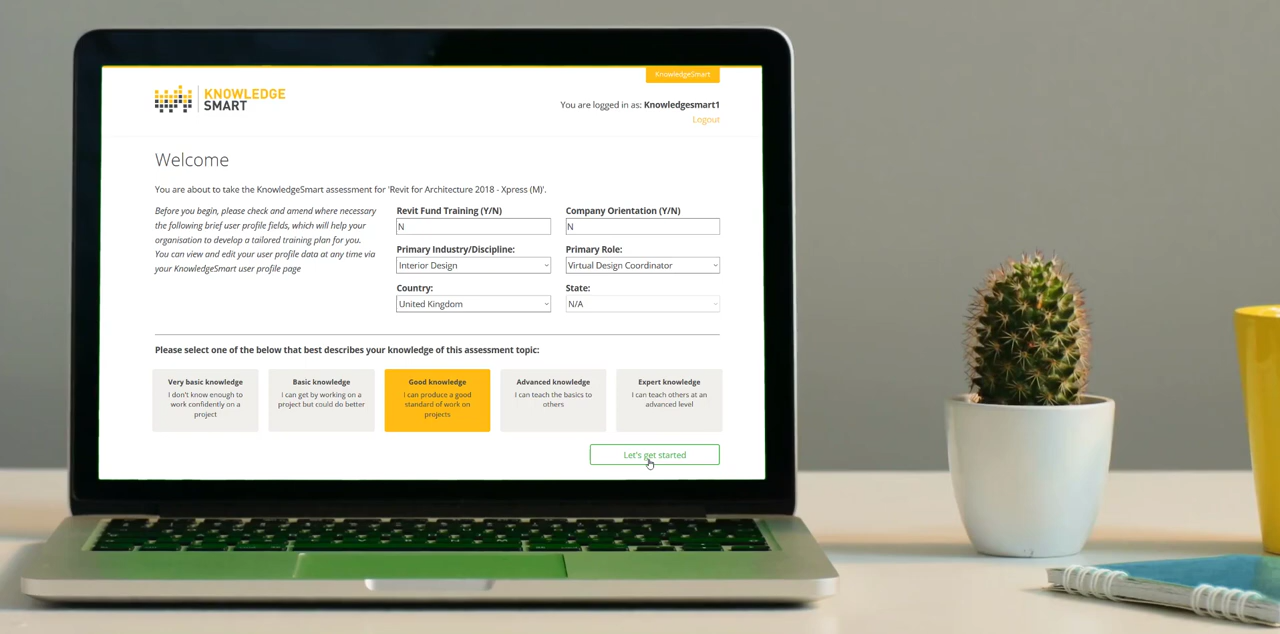 KnowledgeSmart
KNOWLEDGE
SMART
You are logged in as: Knowledgesmart1
Logout
Welcome
You are about to take the KnowledgeSmart assessment for 'Revit for Architecture 2018 - Xpress (M)'.
Before you begin, please check and amend where necessary
the following brief user profile fields, which will help your
organisation to develop a tailored training plan for you.
You can view and edit your user profile data at any time via
your KnowledgeSmart user profile page
Revit Fund Training (Y/N)
N
Company Orientation (Y/N)
N
Primary Industry/Discipline:
Interior Design
Primary Role:
Virtual Design Coordinator
Country:
United Kingdom
State:
N/A
Please select one of the below that best describes your knowledge of this assessment topic:
Very basic knowledge
I don't know enough to
work confidently on a
project
Basic knowledge
I can get by working on a
project but could do better
Good knowledge
I can produce a good
standard of work on
projects
Advanced knowledge
I can teach the basics to
others
Expert knowledge
I can teach others at an
advanced level
Let's get started